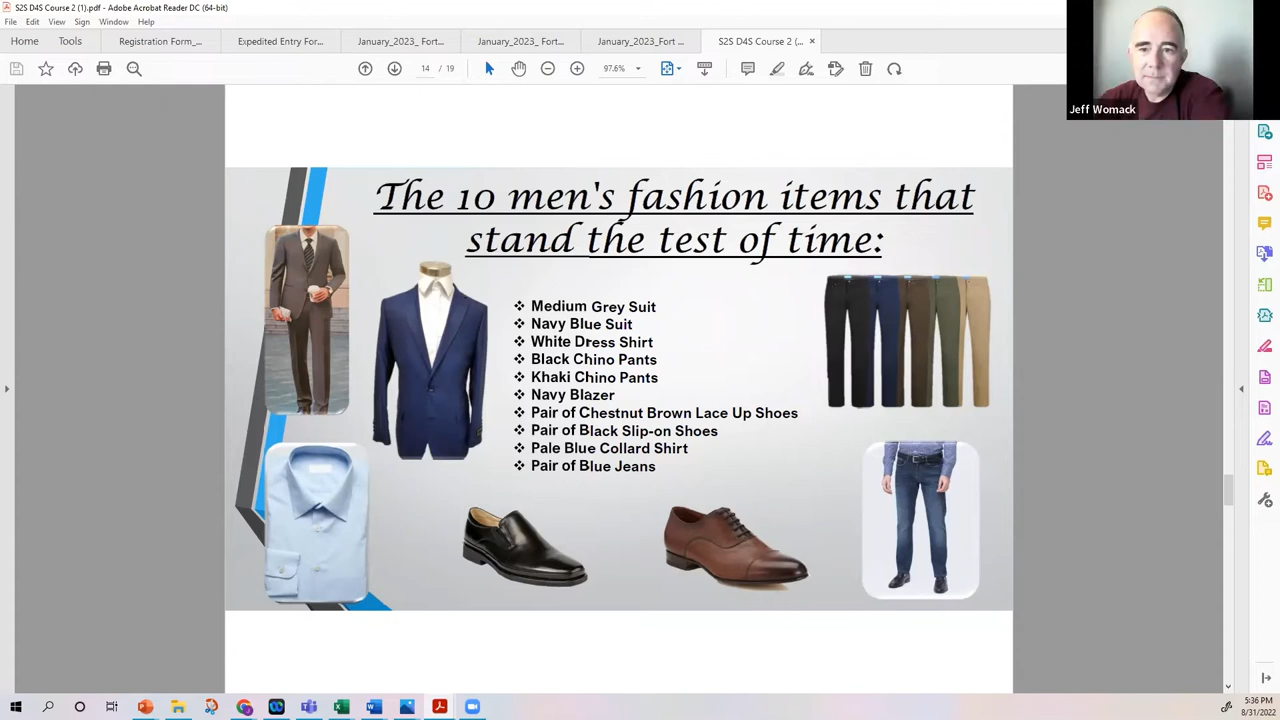 S2S D4S Course 2 (1).pdf - Adobe Acrobat Reader DC (64-bit)
File Edit View Sign Window Help
Home Tools Registration Form_... Expedited Entry For... January_2023_ Fort... January_2023_ Fort... January_2023_Fort ... S2S D4S Course 2 (... ×
14 / 19 97.6%
Jeff Womack
The 10 men's fashion items that
stand the test of time:
❖ Medium Grey Suit
❖ Navy Blue Suit
❖ White Dress Shirt
❖ Black Chino Pants
❖ Khaki Chino Pants
❖ Navy Blazer
❖ Pair of Chestnut Brown Lace Up Shoes
❖ Pair of Black Slip-on Shoes
❖ Pale Blue Collard Shirt
❖ Pair of Blue Jeans
5:36 PM
8/31/2022